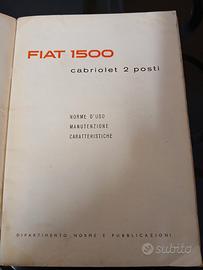 FIAT 1500
cabriolet 2 posti
NORME D'USO
MANUTENZIONE
CARATTERISTICHE
DIPARTIMENTO NORME E PUBBLICAZIONI
subito